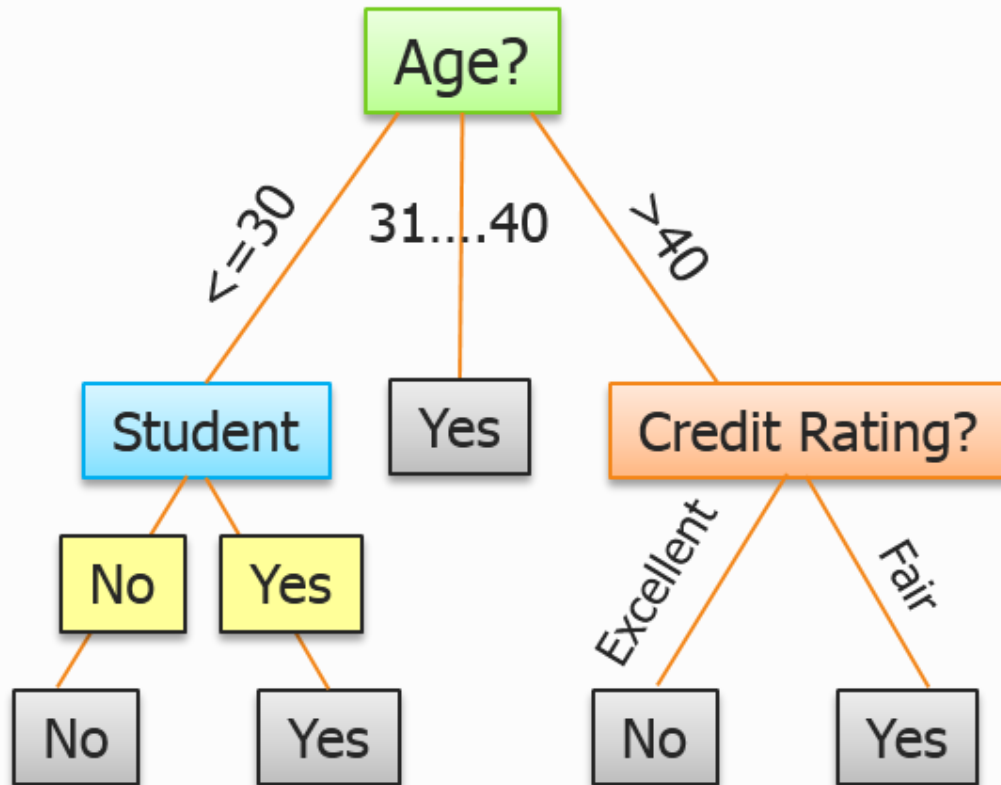 Age?
<=30
31....40
>40
Student
Yes
Credit Rating?
No
Yes
Excellent
Fair
No
Yes
No
Yes